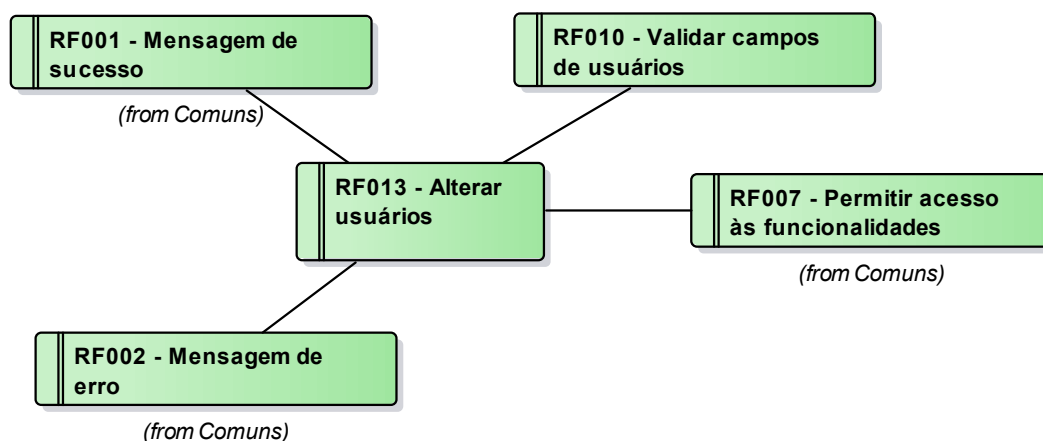 RF001 - Mensagem de
sucesso
(from Comuns)
RF010 - Validar campos
de usuários
RF013 - Alterar
usuários
RF007 - Permitir acesso
às funcionalidades
(from Comuns)
RF002 - Mensagem de
erro
(from Comuns)